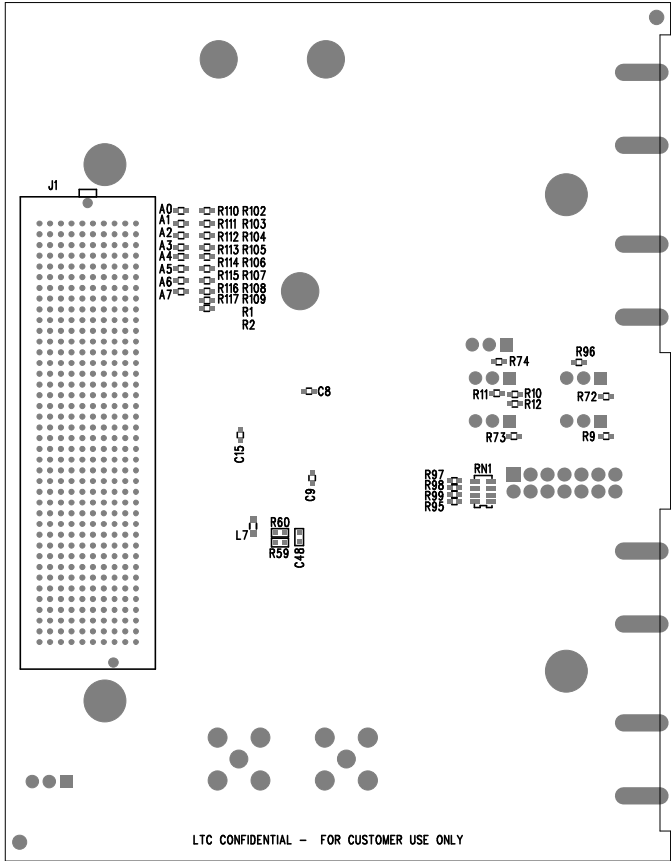 J1
A0 R110 R102
A1 R111 R103
A2 R112 R104
A3 R113 R105
A4 R114 R106
A5 R115 R107
A6 R116 R108
A7 R117 R109
R1
R2
R74
R96
C8
R11 R10
R12
R72
C15
R73
R9
R97
R98
R99
R95
RN1
C9
L7
R60
R59
C48
LTC CONFIDENTIAL – FOR CUSTOMER USE ONLY